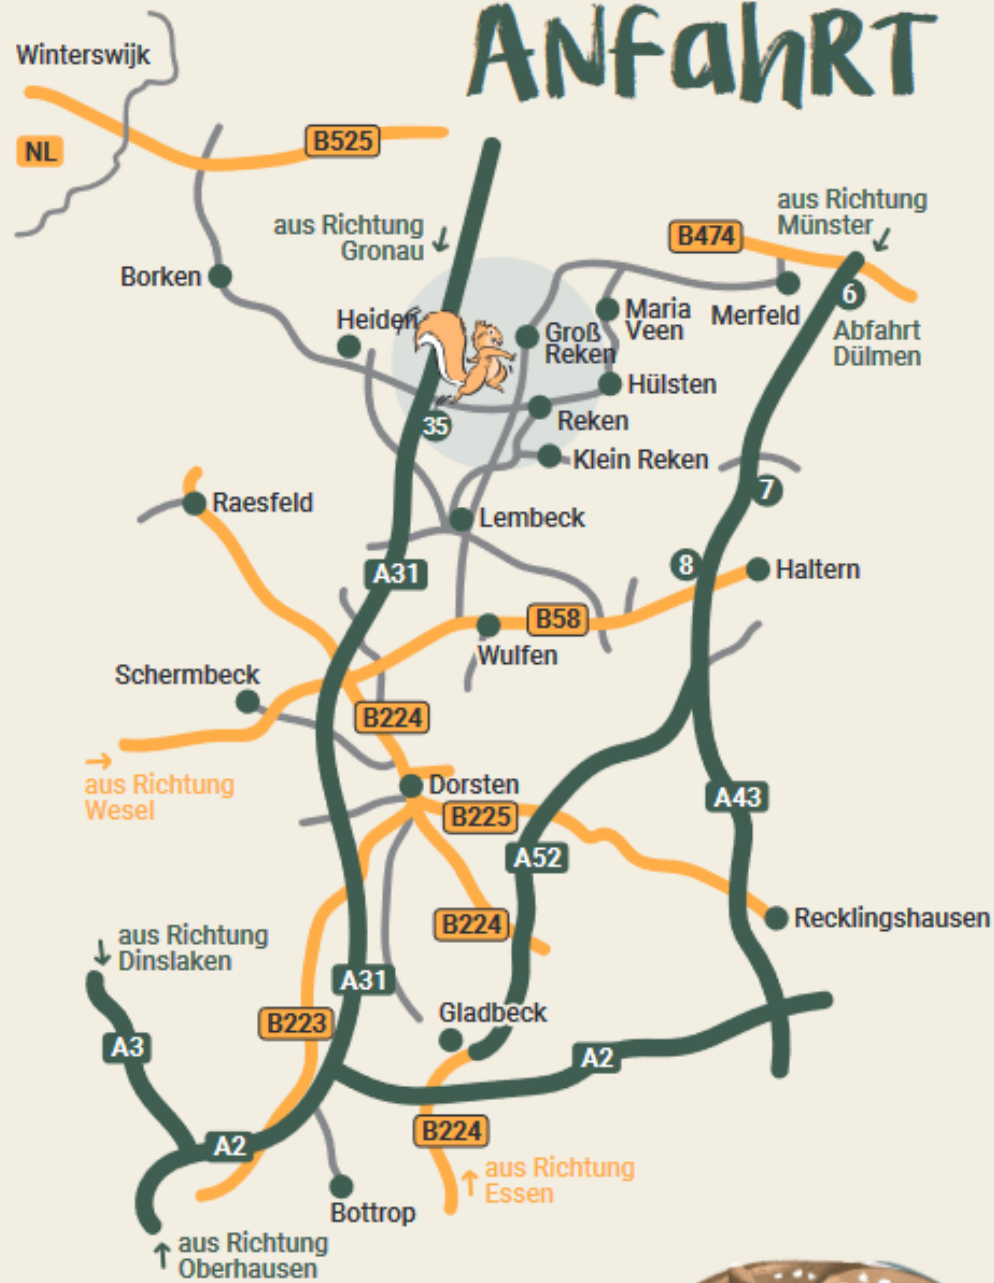 ANFAHRT
Winterswijk
NL
B525
aus Richtung
Gronau
aus Richtung
Münster
B474
Borken
6
Heiden
Maria
Veen
Merfeld
Groß
Reken
Abfahrt
Dülmen
Hülsten
35
Reken
Klein Reken
7
Raesfeld
Lembeck
A31
8
Haltern
B58
Wulfen
Schermbeck
B224
aus Richtung
Wesel
Dorsten
B225
A43
A52
B224
Recklingshausen
aus Richtung
Dinslaken
A31
B223
Gladbeck
A3
A2
B224
A2
aus Richtung
Essen
Bottrop
aus Richtung
Oberhausen